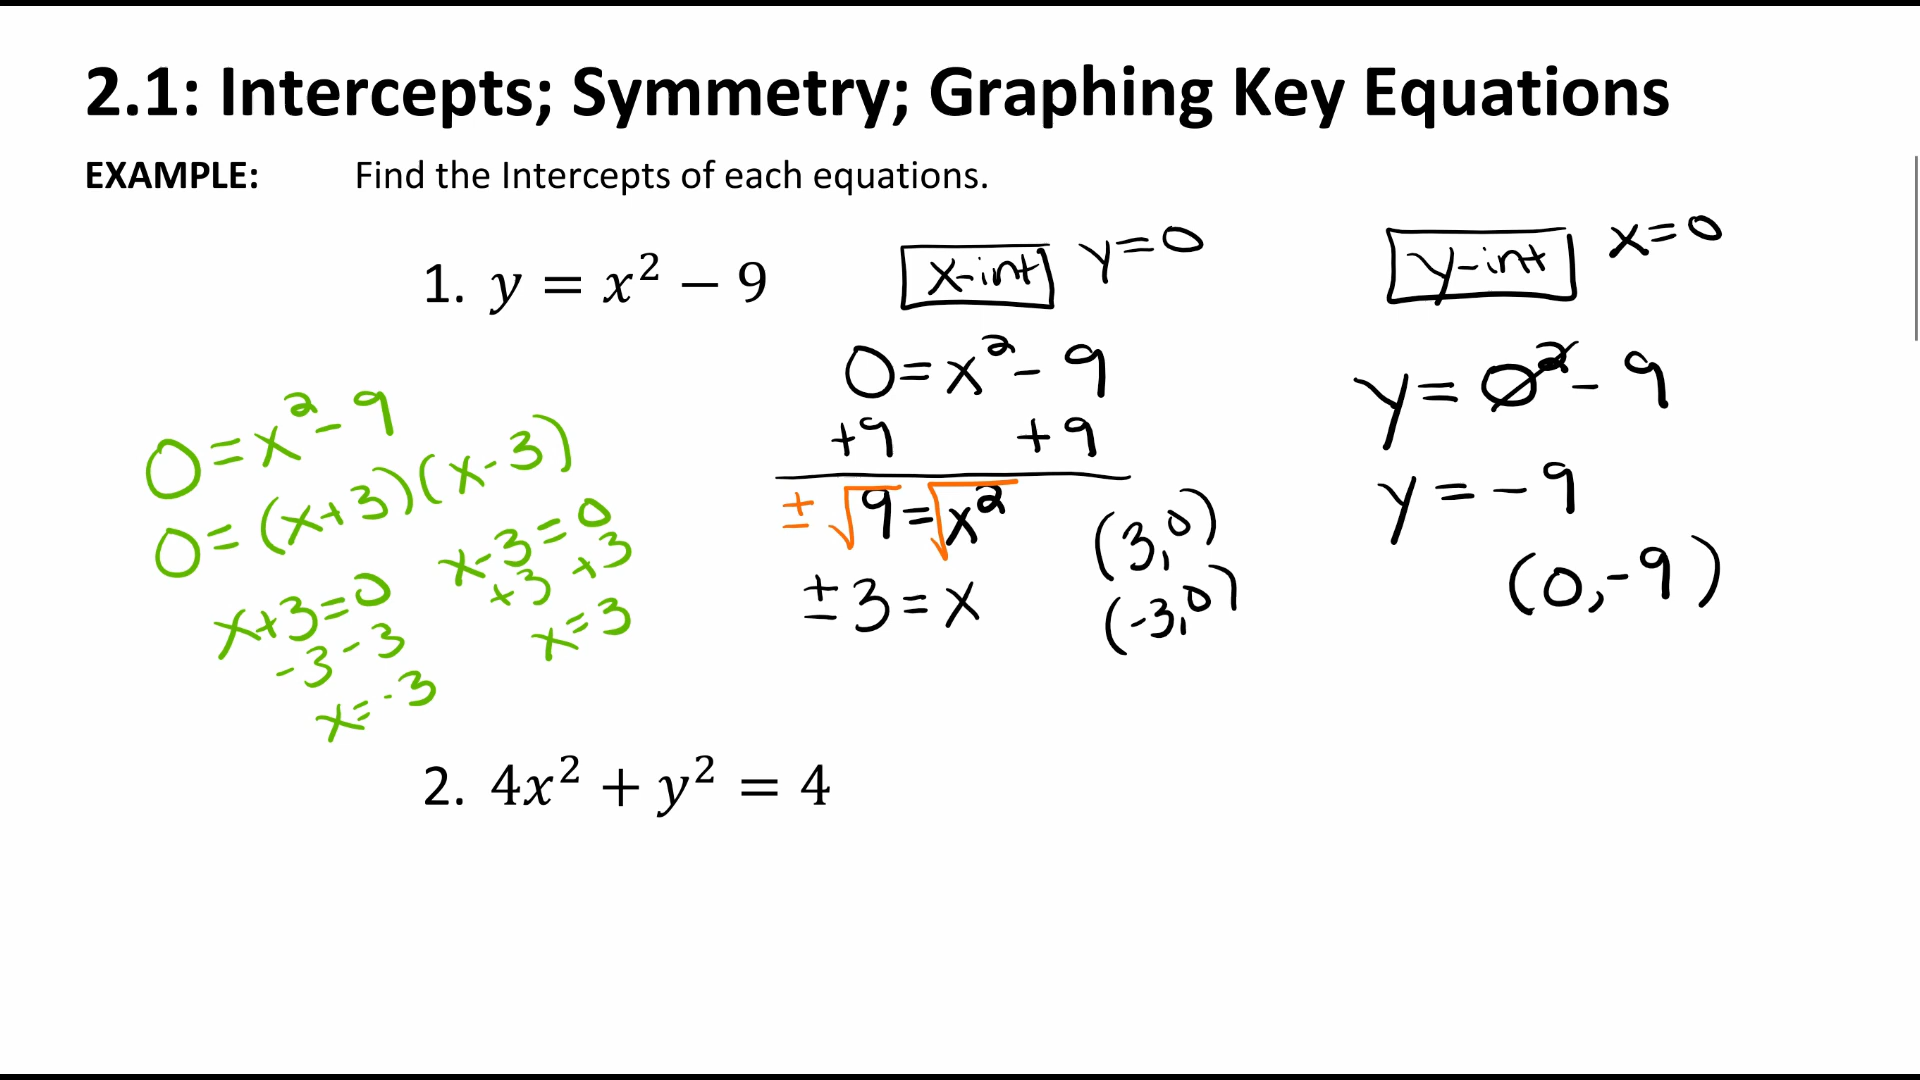 2.1: Intercepts; Symmetry; Graphing Key Equations
EXAMPLE: Find the Intercepts of each equations.
1. y = x² − 9
x-int y=0
0=x²-9
+9 +9
± √9=√x²
±3=x
(3,0)
(-3,0)
y-int x=0
y=0²-9
y=-9
(0,-9)
0=x²-9
0=(x+3)(x-3)
x+3=0
-3 -3
x=-3
x-3=0
+3 +3
x=3
2. 4x² + y² = 4